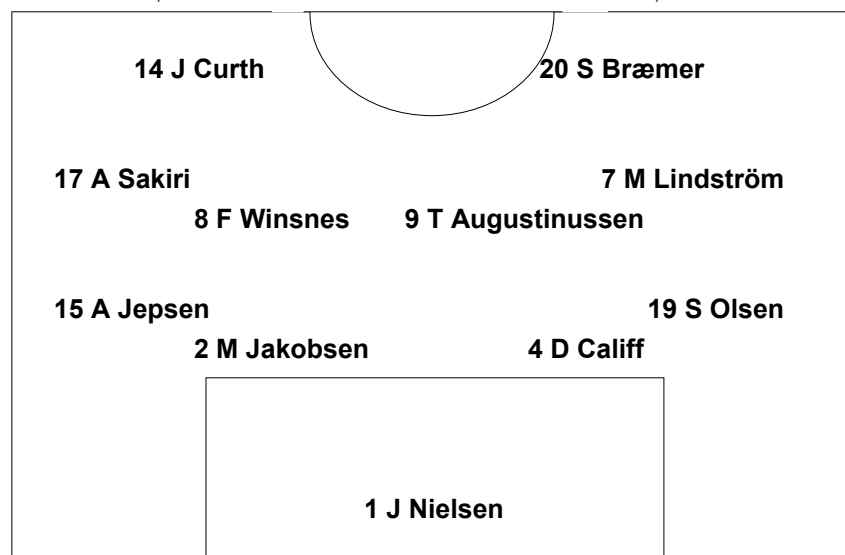 14 J Curth
20 S Bræmer
17 A Sakiri
7 M Lindström
8 F Winsnes
9 T Augustinussen
15 A Jepsen
19 S Olsen
2 M Jakobsen
4 D Califf
1 J Nielsen